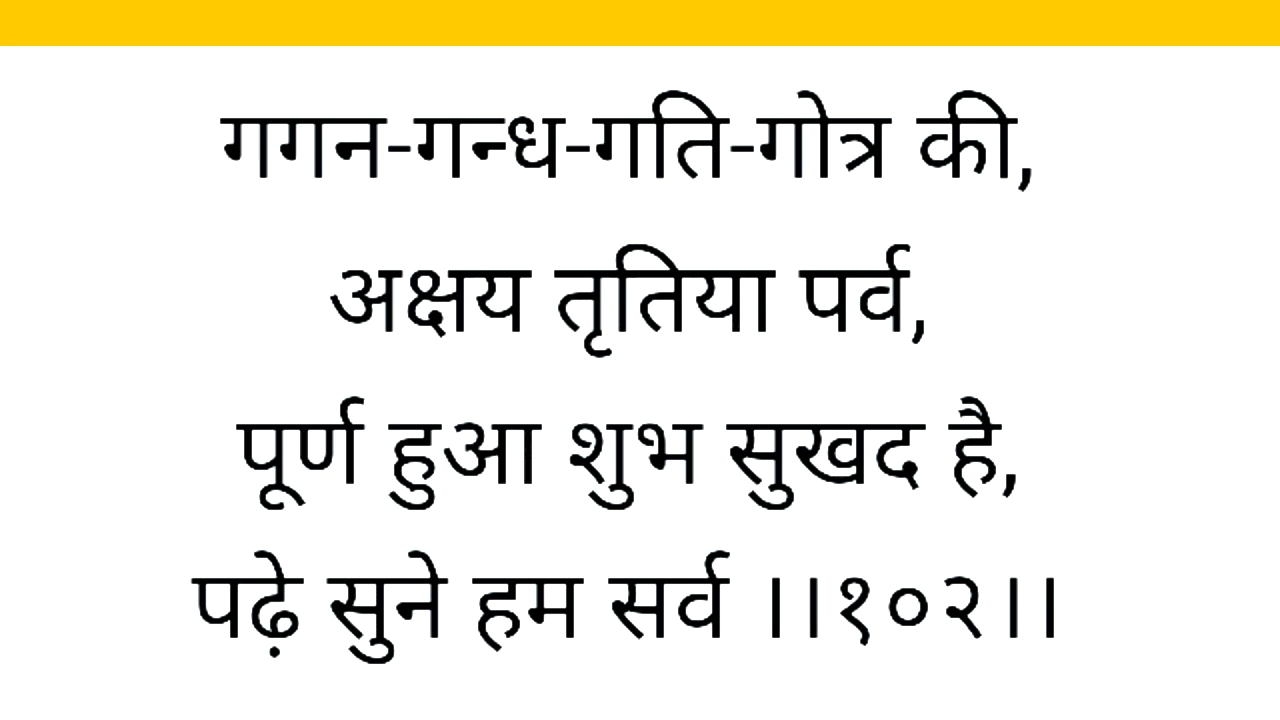 गगन-गन्ध-गति-गोत्र की,
अक्षय तृतिया पर्व,
पूर्ण हुआ शुभ सुखद है,
पढ़े सुने हम सर्व ।।१०२।।